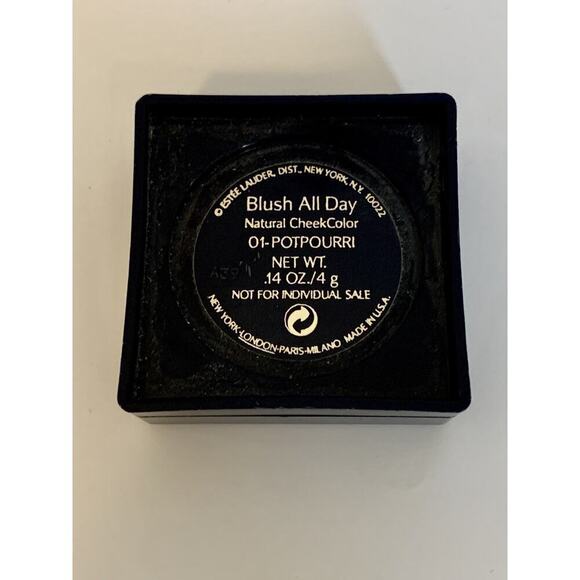 © ESTÉE LAUDER, DIST., NEW YORK, N.Y. 10022
Blush All Day
Natural CheekColor
01-POTPOURRI
NET WT.
.14 OZ./4 g
NOT FOR INDIVIDUAL SALE
NEW YORK-LONDON-PARIS-MILANO MADE IN U.S.A.